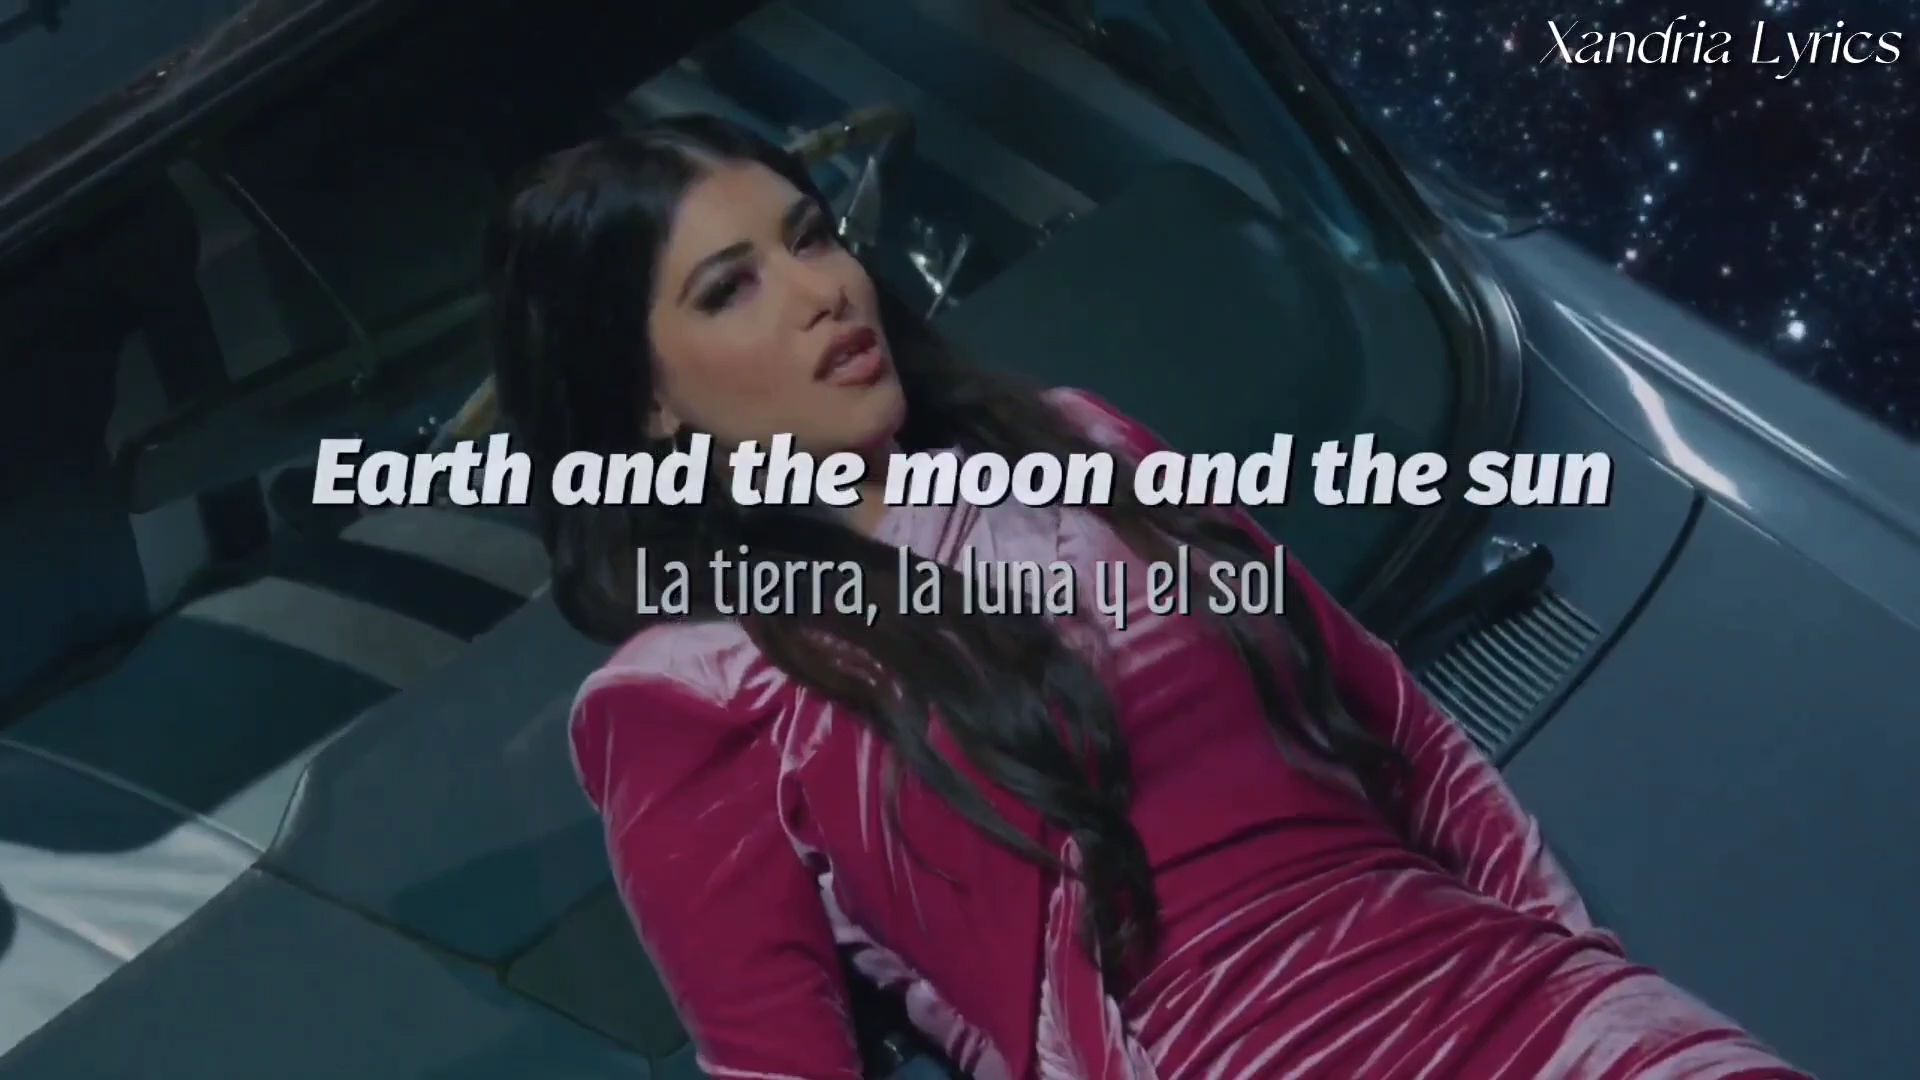 Xandria Lyrics
Earth and the moon and the sun
La tierra, la luna y el sol